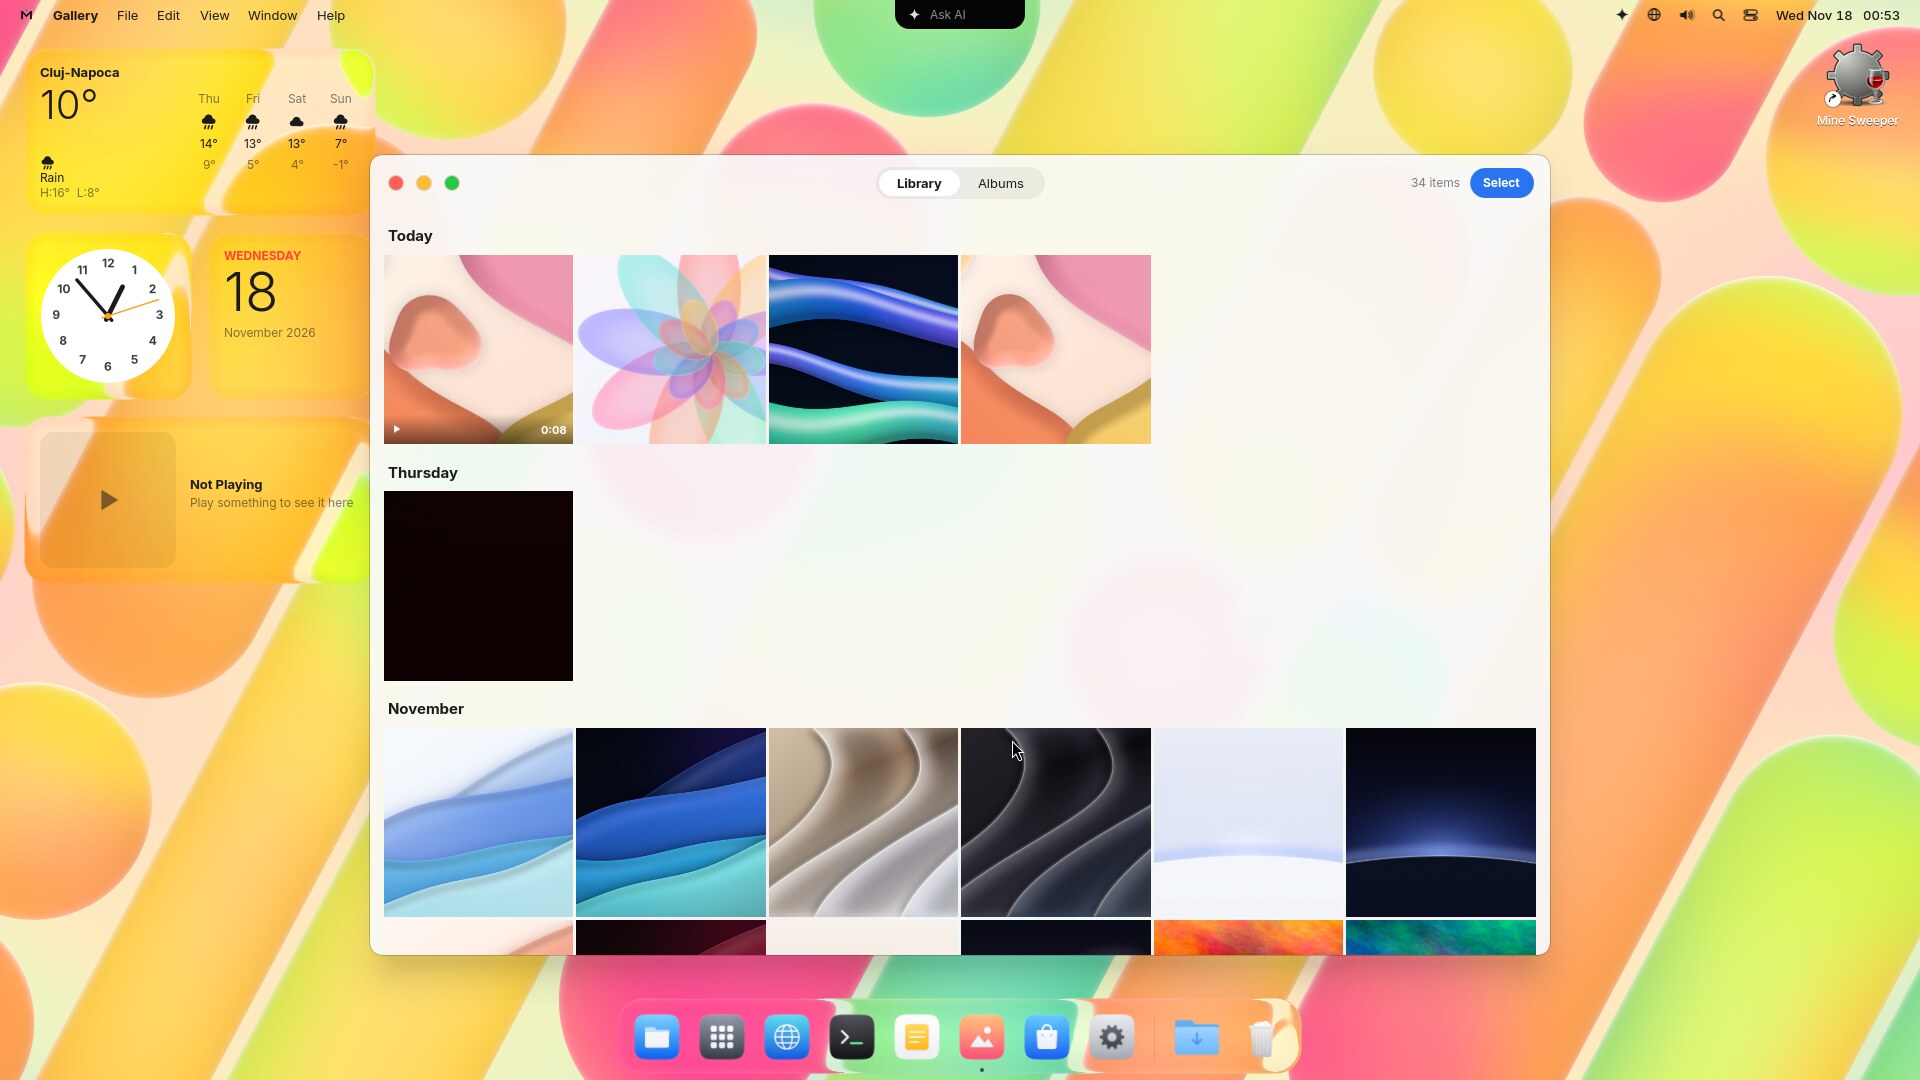 Gallery File Edit View Window Help
Ask AI
Wed Nov 18 00:53
Mine Sweeper
Cluj-Napoca
10°
Rain
H:16° L:8°
Thu Fri Sat Sun
14° 13° 13° 7°
9° 5° 4° -1°
12 1 2 3 4 5 6 7 8 9 10 11
WEDNESDAY
18
November 2026
Not Playing
Play something to see it here
Library Albums
34 items Select
Today
0:08
Thursday
November